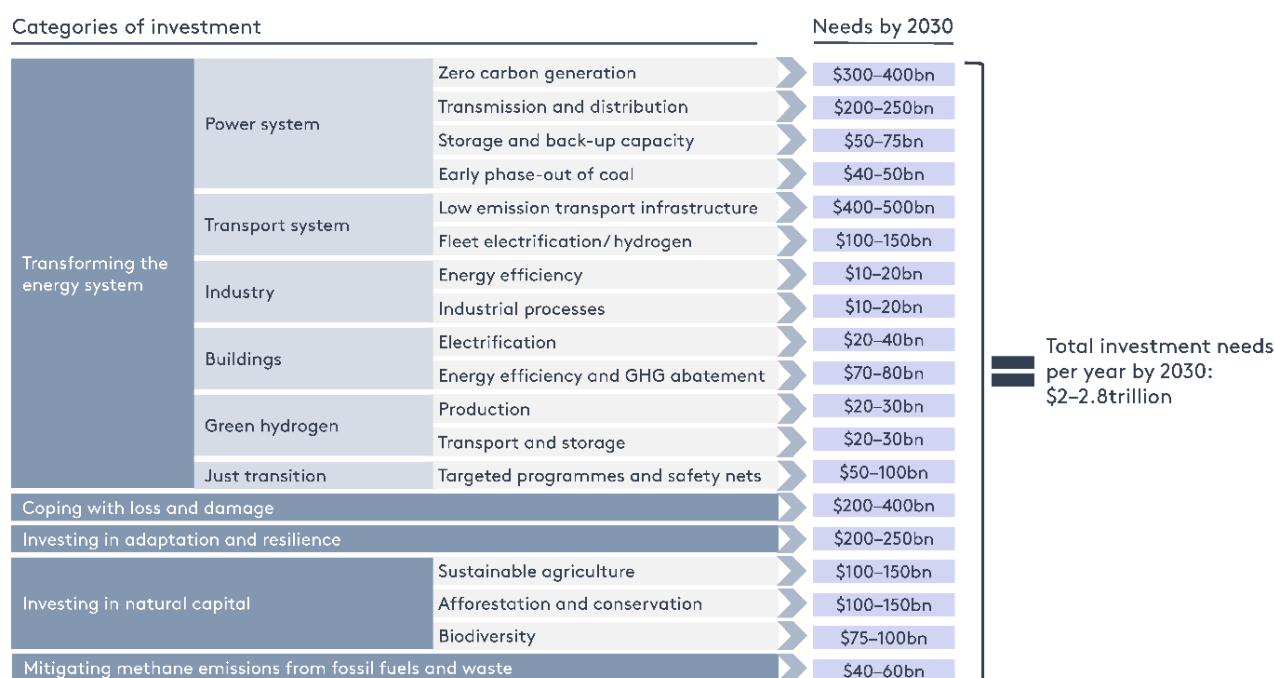 Categories of investment
Needs by 2030
Transforming the
energy system
Power system
Zero carbon generation
$300–400bn
Transmission and distribution
$200–250bn
Storage and back-up capacity
$50–75bn
Early phase-out of coal
$40–50bn
Transport system
Low emission transport infrastructure
$400–500bn
Fleet electrification/hydrogen
$100–150bn
Industry
Energy efficiency
$10–20bn
Industrial processes
$10–20bn
Buildings
Electrification
$20–40bn
Energy efficiency and GHG abatement
$70–80bn
Green hydrogen
Production
$20–30bn
Transport and storage
$20–30bn
Just transition
Targeted programmes and safety nets
$50–100bn
Coping with loss and damage
$200–400bn
Investing in adaptation and resilience
$200–250bn
Investing in natural capital
Sustainable agriculture
$100–150bn
Afforestation and conservation
$100–150bn
Biodiversity
$75–100bn
Mitigating methane emissions from fossil fuels and waste
$40–60bn
Total investment needs
per year by 2030:
$2–2.8trillion